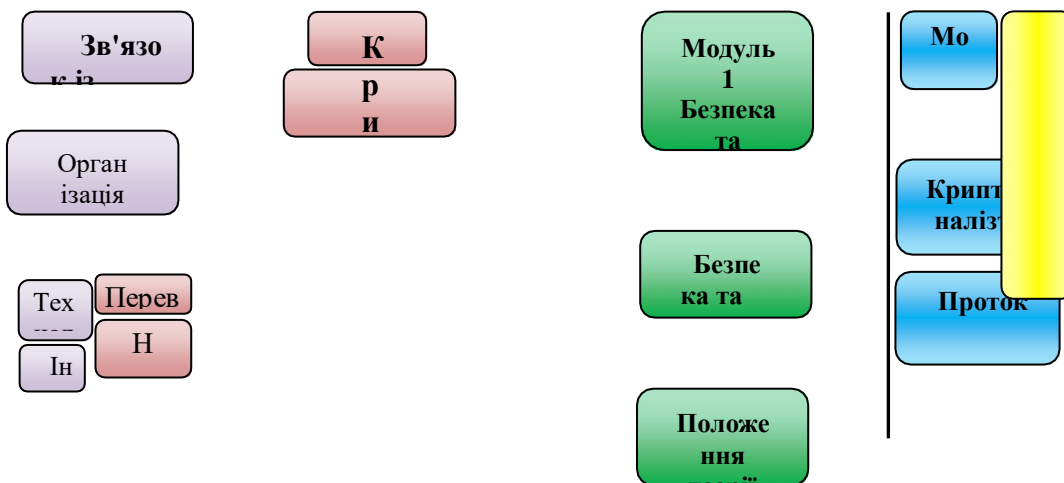 Зв'язо
к із
Орган
ізація
Тех
Ін
К
р
и
Перев
Н
Модуль
1
Безпека
та
Безпе
ка та
Положе
ння
Мо
Крипт
наліз
Проток